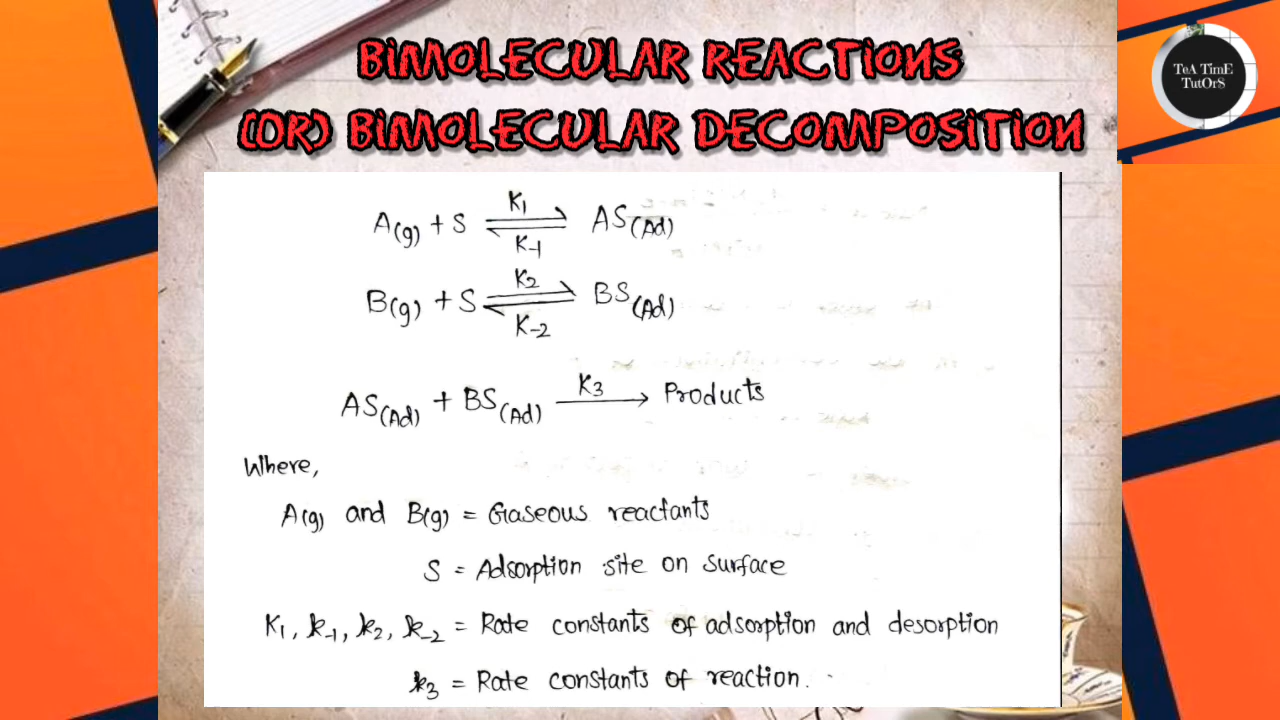 BiMOLECULAR REACTiONS
(OR) BiMOLECULAR DECOMPOSiTiON
TeA TimE
TutOrS
A(g) + S ⇌ AS(Ad)
K1
K-1
B(g) + S ⇌ BS(Ad)
K2
K-2
AS(Ad) + BS(Ad) → Products
K3
Where,
A(g) and B(g) = Gaseous reactants
S = Adsorption site on surface
K1, k-1, k2, k-2 = Rate constants of adsorption and desorption
k3 = Rate constants of reaction.